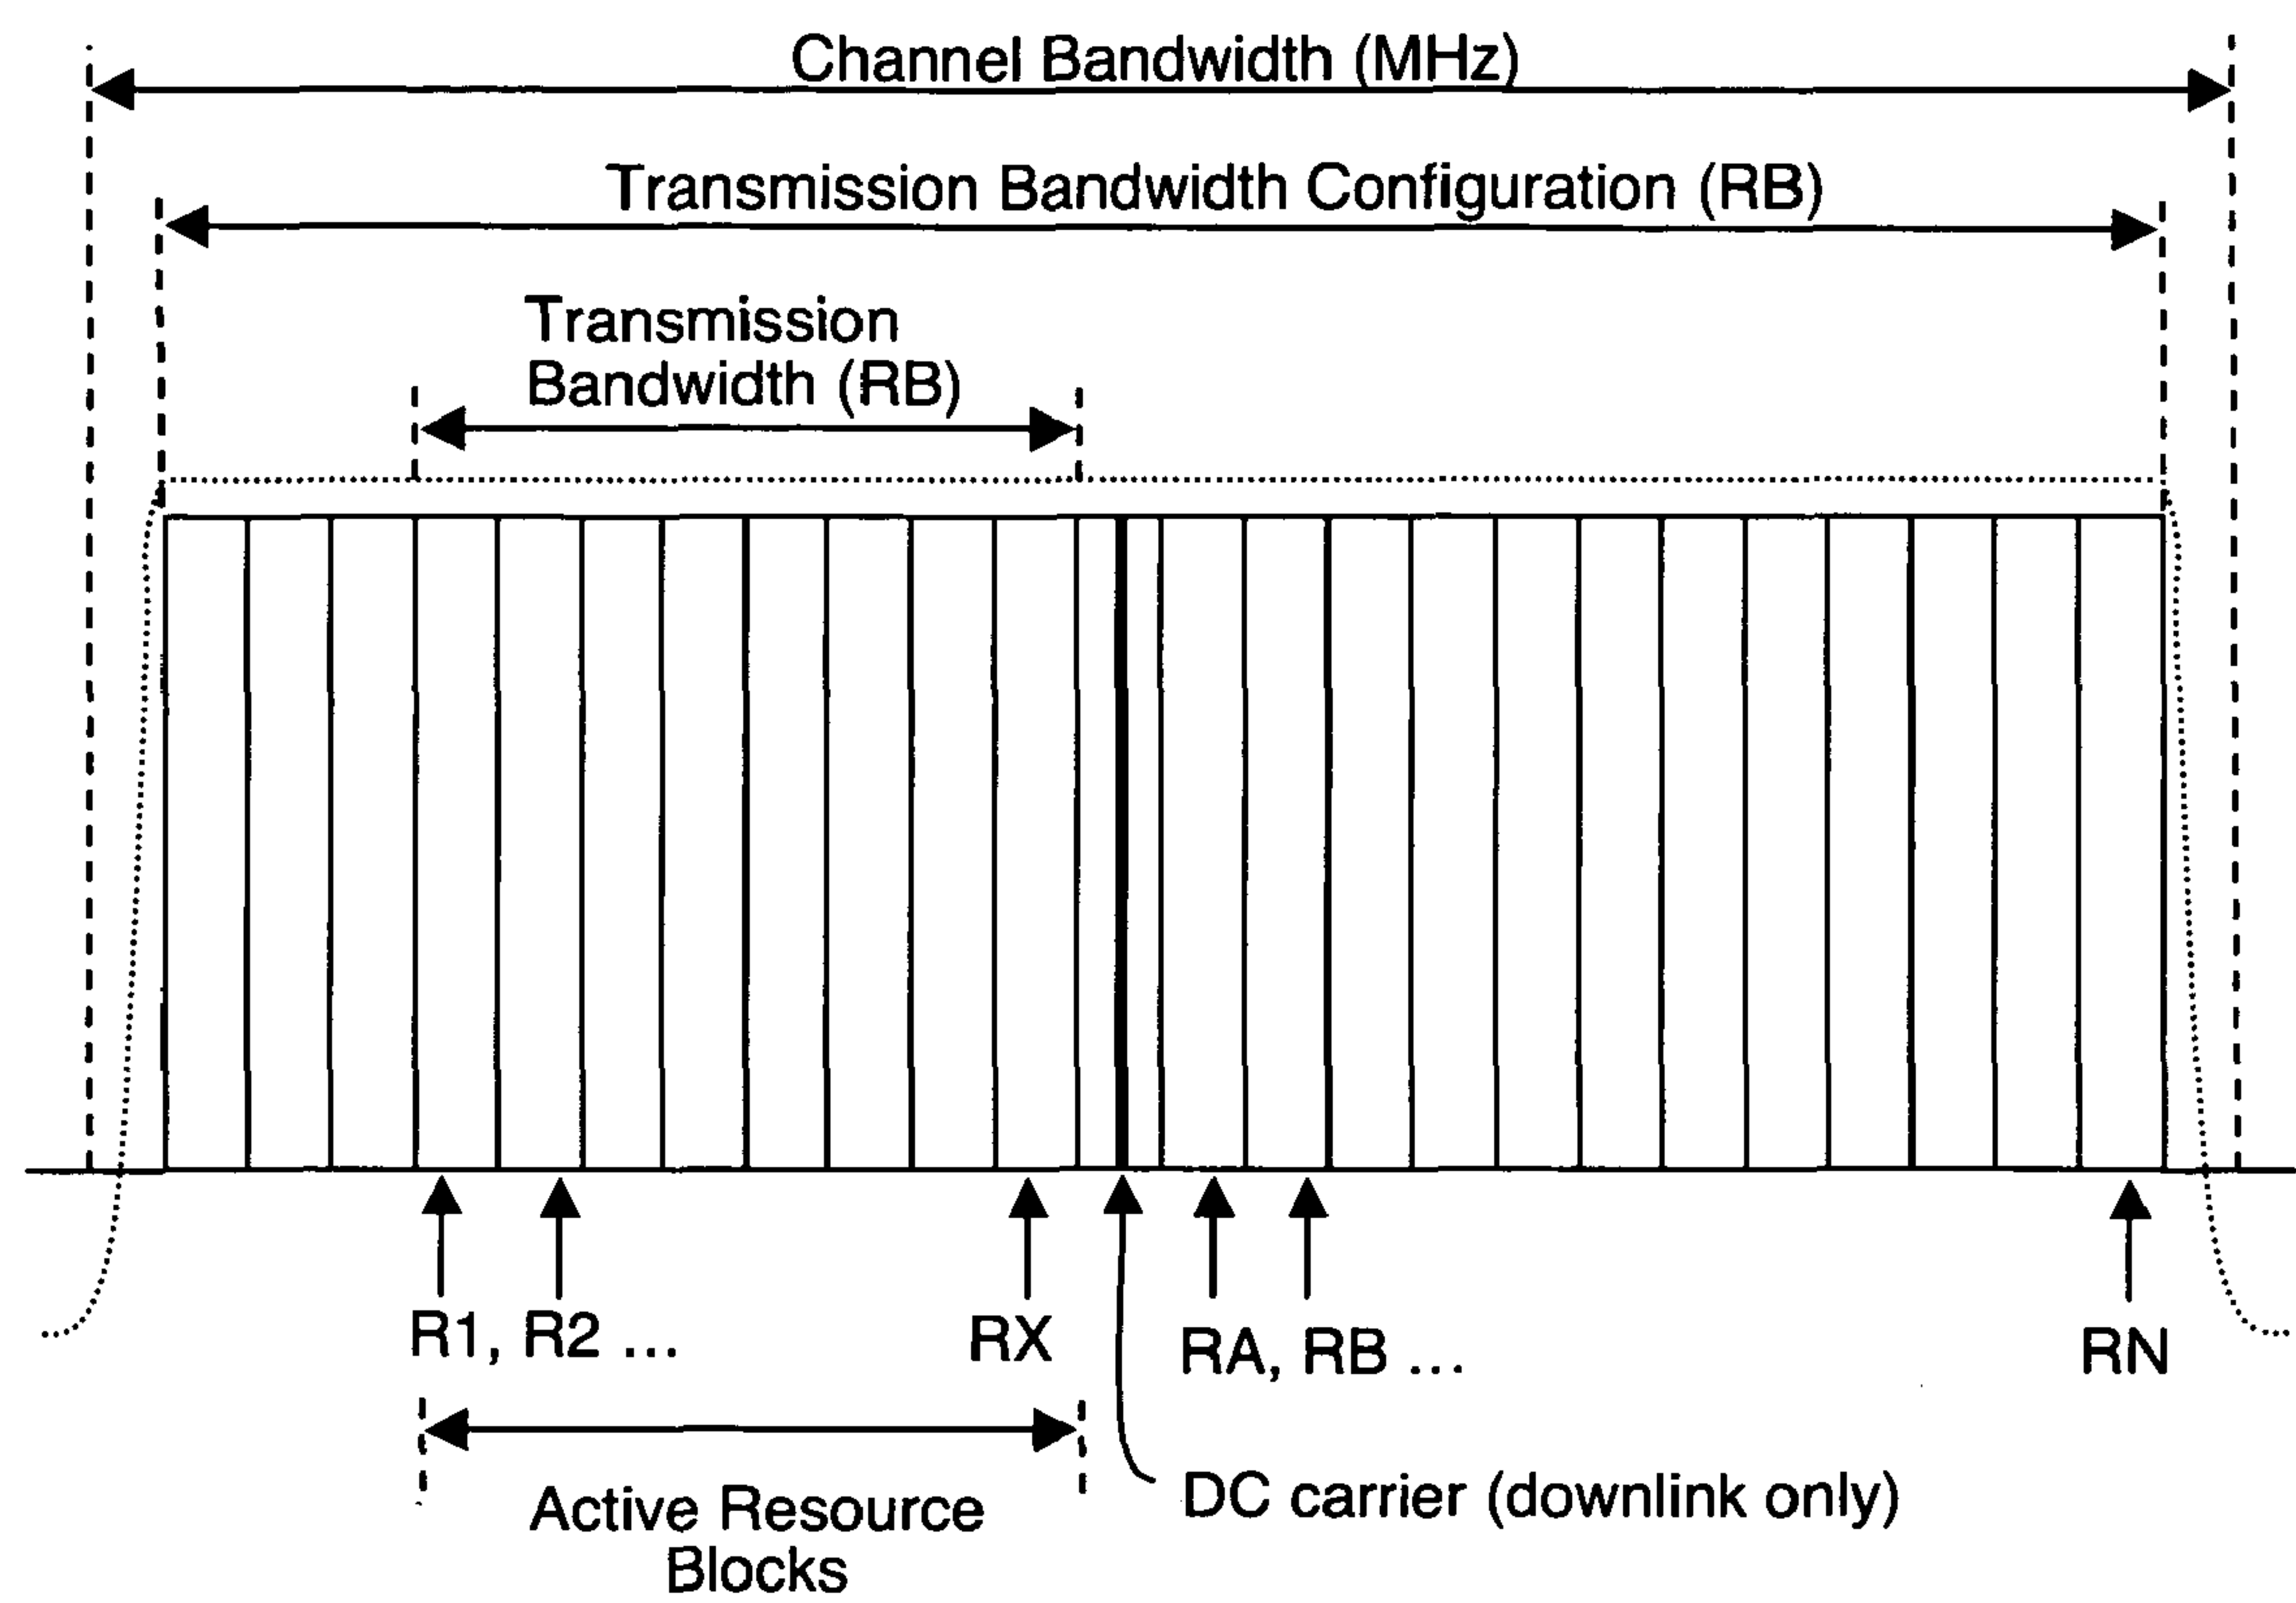 Channel Bandwidth (MHz)
Transmission Bandwidth Configuration (RB)
Transmission
Bandwidth (RB)
R1, R2 ...
RX
RA, RB ...
RN
Active Resource
Blocks
DC carrier (downlink only)